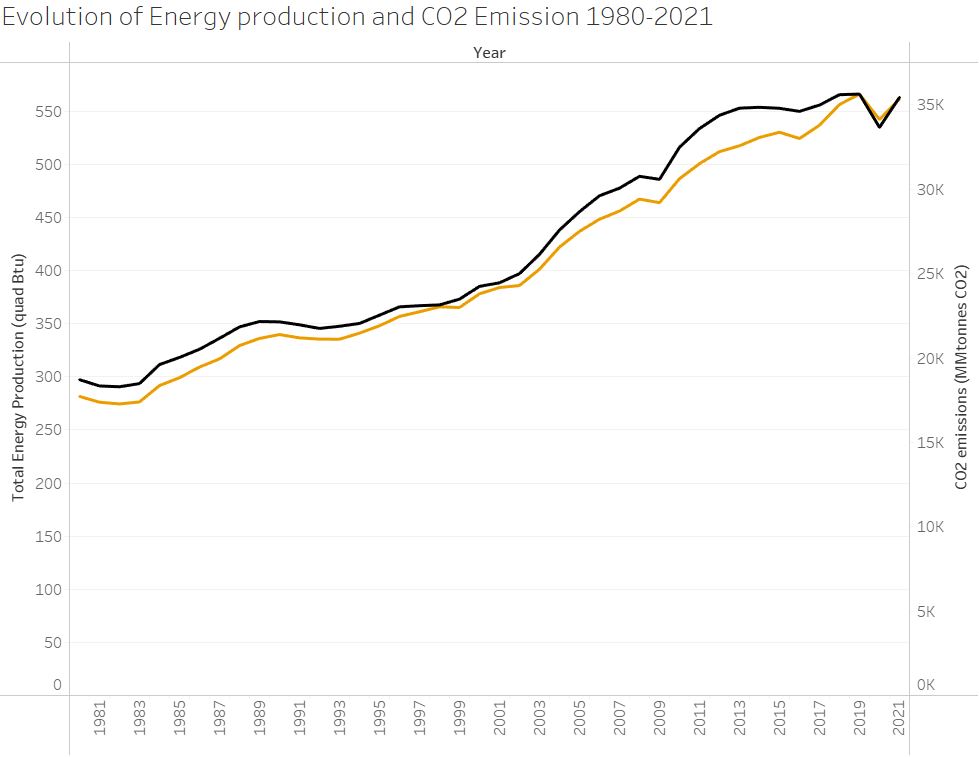 Evolution of Energy production and CO2 Emission 1980-2021
Year
Total Energy Production (quad Btu)
550
500
450
400
350
300
250
200
150
100
50
0
35K
30K
25K
20K
15K
10K
5K
0K
CO2 emissions (MMtonnes CO2)
1981
1983
1985
1987
1989
1991
1993
1995
1997
1999
2001
2003
2005
2007
2009
2011
2013
2015
2017
2019
2021